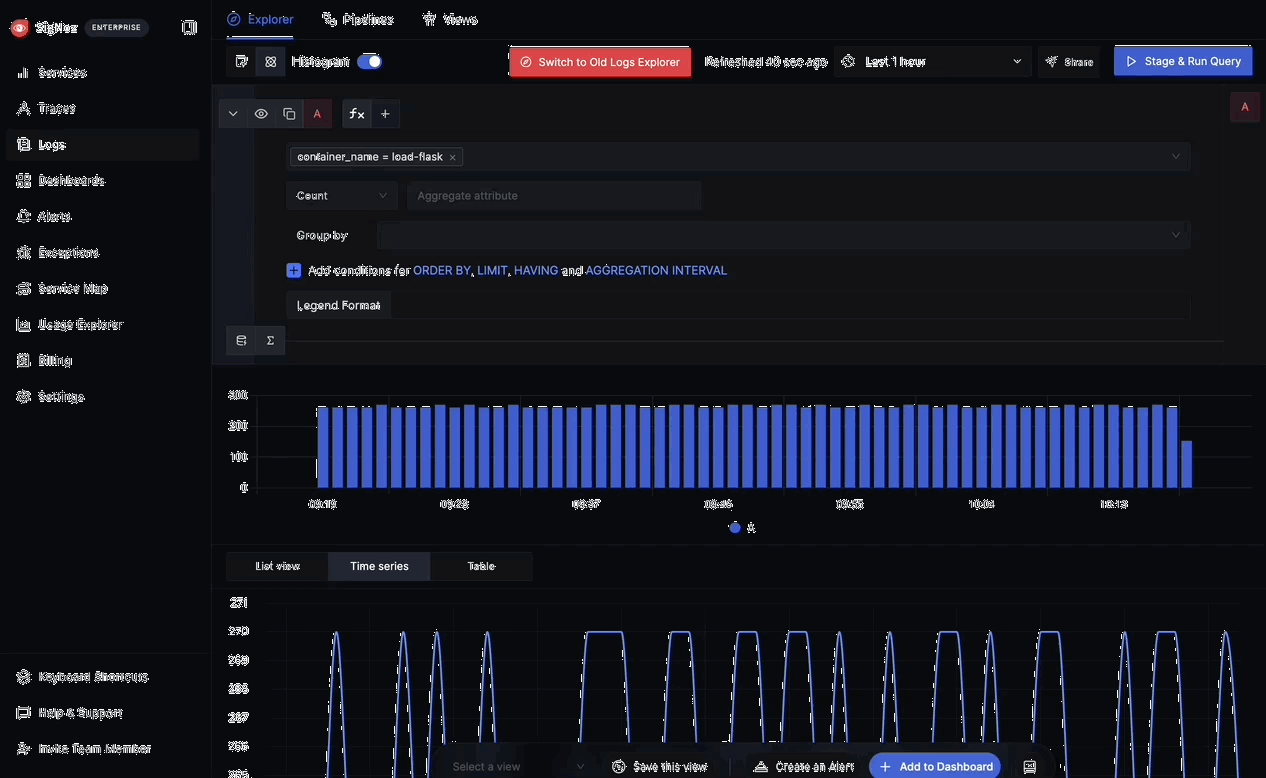 SigNoz ENTERPRISE
Services
Traces
Logs
Dashboards
Alerts
Exceptions
Service Map
Usage Explorer
Billing
Settings
Keyboard Shortcuts
Help & Support
Invite Team Member
Explorer Pipelines Views
Histogram Switch to Old Logs Explorer Refreshed 40 sec ago Last 1 hour Share Stage & Run Query
A fx + A
container_name = load-flask ×
Count Aggregate attribute
Group by
+ Add conditions for ORDER BY, LIMIT, HAVING and AGGREGATION INTERVAL
Legend Format
Σ
300
200
100
0
09:19 09:28 09:37 09:46 09:55 10:04 10:13
A
List view Time series Table
271
270
269
268
267
266
265
Select a view Save this view Create an Alert + Add to Dashboard